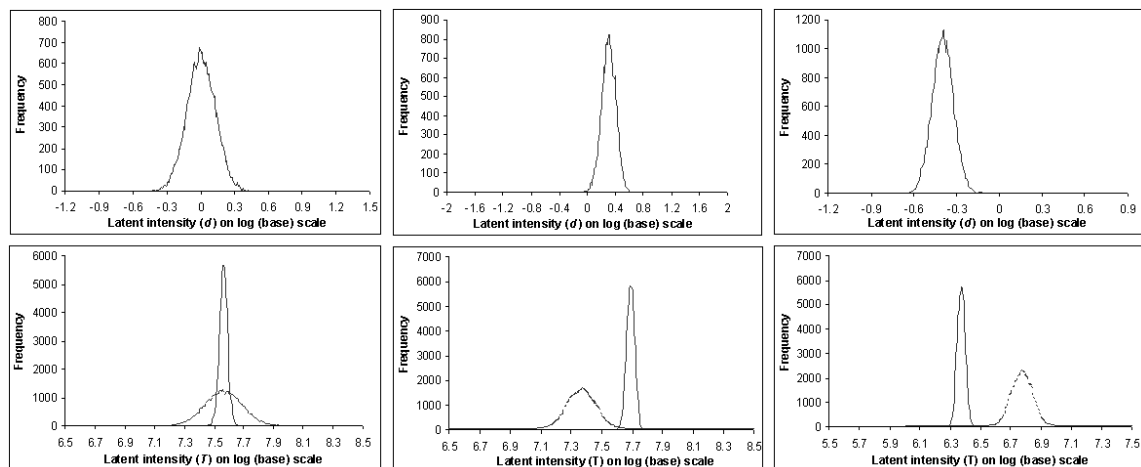 800
700
600
500
400
300
200
100
0
Frequency
-1.2 -0.9 -0.6 -0.3 0 0.3 0.6 0.9 1.2 1.5
Latent intensity (d) on log (base) scale
900
800
700
600
500
400
300
200
100
0
Frequency
-2 -1.6 -1.2 -0.8 -0.4 0 0.4 0.8 1.2 1.6 2
Latent intensity (d) on log (base) scale
1200
1000
800
600
400
200
0
Frequency
-1.2 -0.9 -0.6 -0.3 0 0.3 0.6 0.9
Latent intensity (d) on log (base) scale
6000
5000
4000
3000
2000
1000
0
Frequency
6.5 6.7 6.9 7.1 7.3 7.5 7.7 7.9 8.1 8.3 8.5
Latent intensity (T) on log (base) scale
7000
6000
5000
4000
3000
2000
1000
0
Frequency
6.5 6.7 6.9 7.1 7.3 7.5 7.7 7.9 8.1 8.3 8.5
Latent intensity (T) on log (base) scale
7000
6000
5000
4000
3000
2000
1000
0
Frequency
5.5 5.7 5.9 6.1 6.3 6.5 6.7 6.9 7.1 7.3 7.5
Latent intensity (T) on log (base) scale